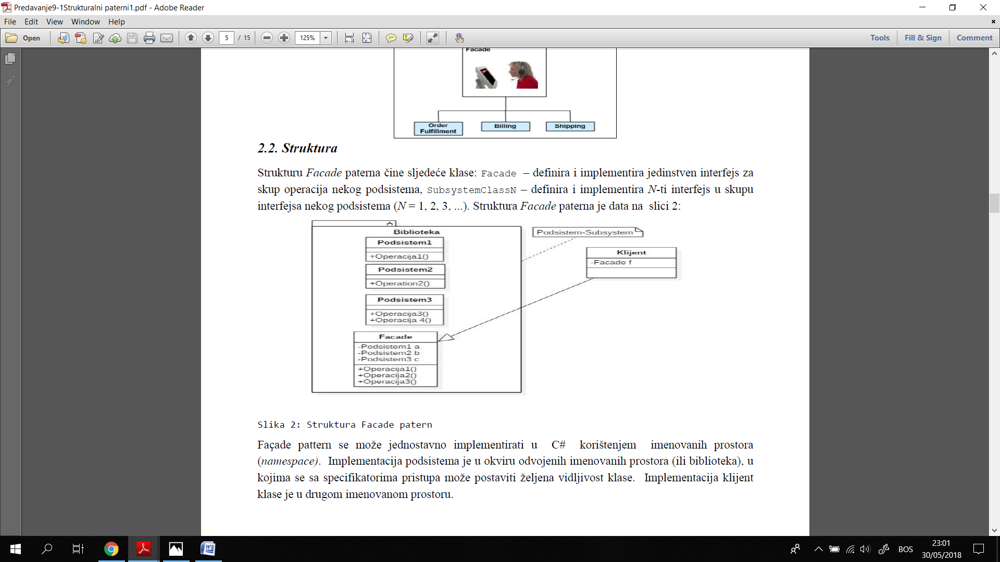 Predavanje9-1Strukturalni paterni1.pdf - Adobe Reader
File Edit View Window Help
Open 5 / 15 125% Tools Fill & Sign Comment
Facade
Order
Fulfillment
Billing
Shipping
2.2. Struktura
Strukturu Facade paterna čine sljedeće klase: Facade – definira i implementira jedinstven interfejs za
skup operacija nekog podsistema, SubsystemClassN – definira i implementira N-ti interfejs u skupu
interfejsa nekog podsistema (N = 1, 2, 3, ...). Struktura Facade paterna je data na slici 2:
Biblioteka
Podsistem1
+Operacija1()
Podsistem2
+Operation2()
Podsistem3
+Operacija3()
+Operacija 4()
Facade
-Podsistem1 a
-Podsistem2 b
-Podsistem3 c
+Operacija1()
+Operacija2()
+Operacija3()
Podsistem-Subsystem
Klijent
-Facade f
Slika 2: Struktura Facade patern
Façade pattern se može jednostavno implementirati u C# korištenjem imenovanih prostora
(namespace). Implementacija podsistema je u okviru odvojenih imenovanih prostora (ili biblioteka), u
kojima se sa specifikatorima pristupa može postaviti željena vidljivost klase. Implementacija klijent
klase je u drugom imenovanom prostoru.
BOS
23:01
30/05/2018